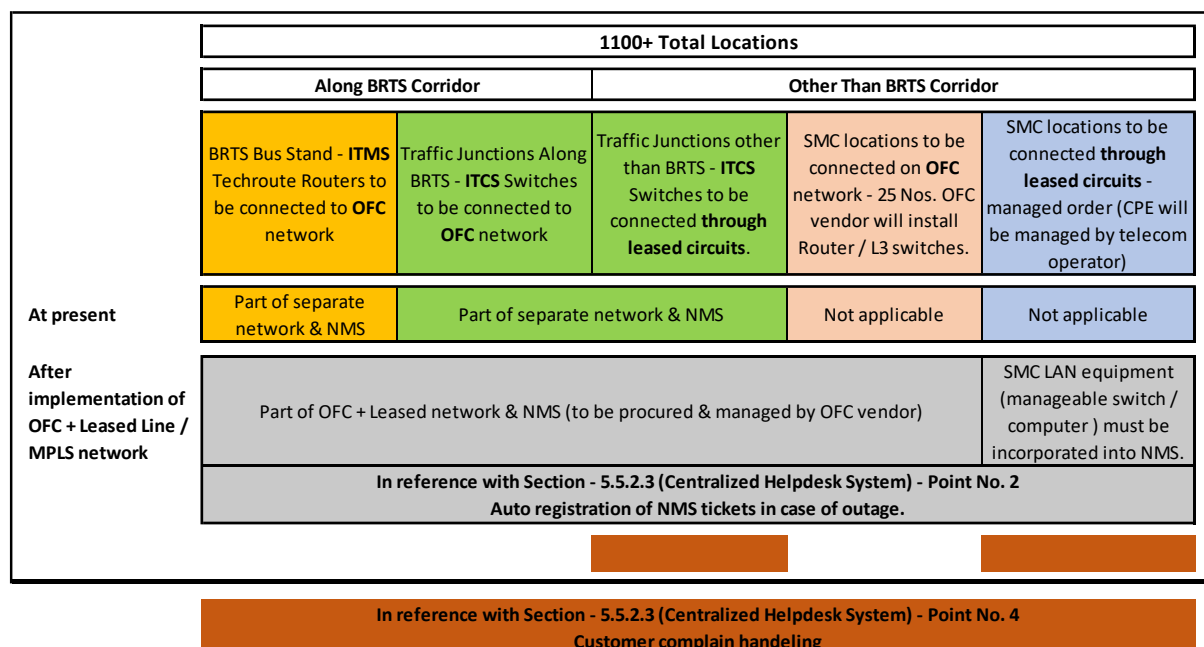 1100+ Total Locations
Along BRTS Corridor
Other Than BRTS Corridor
BRTS Bus Stand - ITMS
Techroute Routers to
be connected to OFC
network
Traffic Junctions Along
BRTS - ITCS Switches
to be connected to
OFC network
Traffic Junctions other
than BRTS - ITCS
Switches to be
connected through
leased circuits.
SMC locations to be
connected on OFC
network - 25 Nos. OFC
vendor will install
Router / L3 switches.
SMC locations to be
connected through
leased circuits -
managed order (CPE will
be managed by telecom
operator)
At present
Part of separate
network & NMS
Part of separate network & NMS
Not applicable
Not applicable
After
implementation of
OFC + Leased Line /
MPLS network
Part of OFC + Leased network & NMS (to be procured & managed by OFC vendor)
SMC LAN equipment
(manageable switch /
computer ) must be
incorporated into NMS.
In reference with Section - 5.5.2.3 (Centralized Helpdesk System) - Point No. 2
Auto registration of NMS tickets in case of outage.
In reference with Section - 5.5.2.3 (Centralized Helpdesk System) - Point No. 4
Customer complain handeling